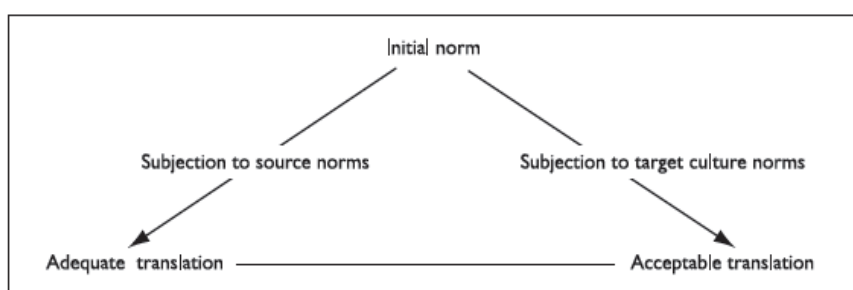 Initial norm
Subjection to source norms
Subjection to target culture norms
Adequate translation
Acceptable translation